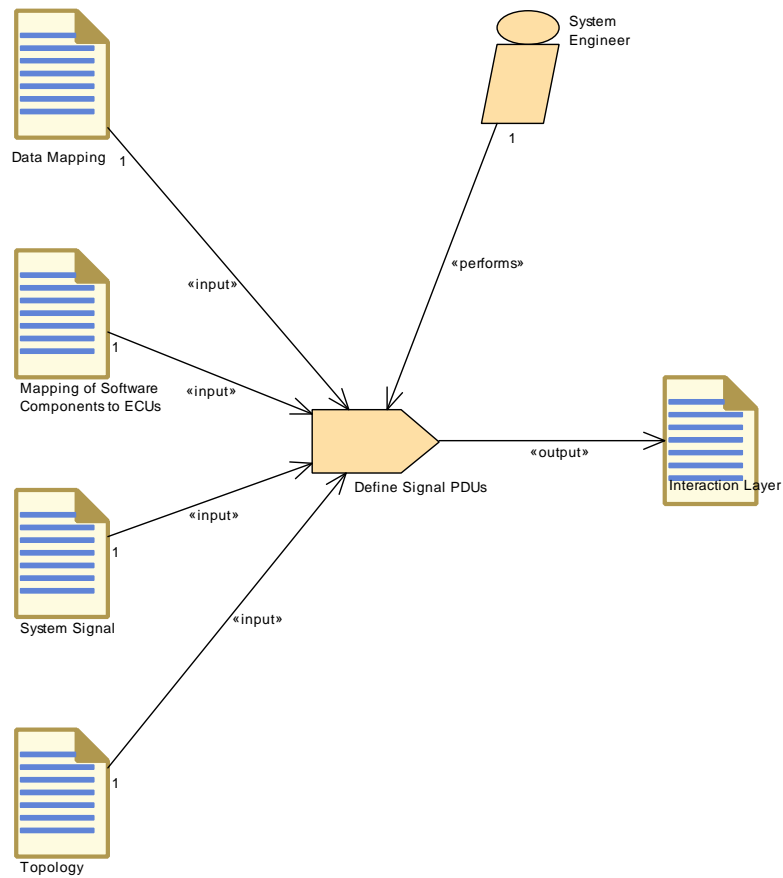 System
Engineer
1
Data Mapping
1
«performs»
«input»
Mapping of Software
Components to ECUs
1
«input»
«output»
Define Signal PDUs
Interaction Layer
System Signal
1
«input»
«input»
Topology
1